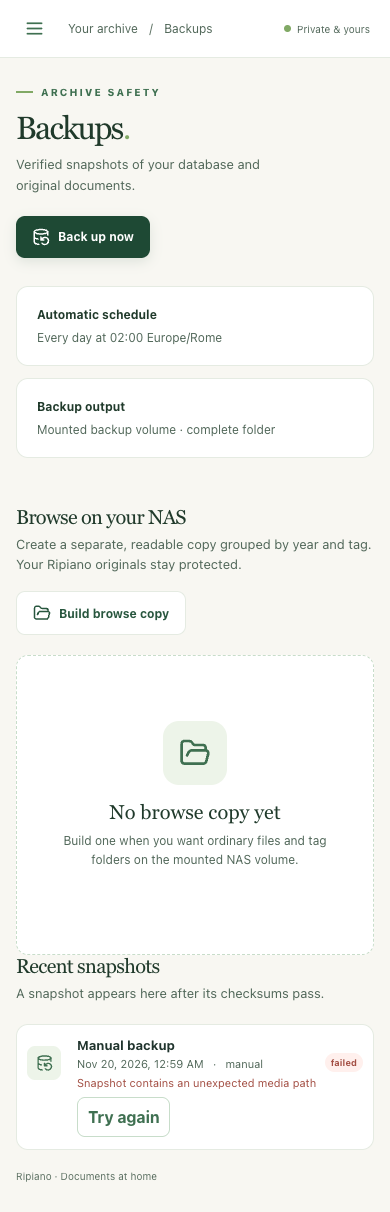 Your archive / Backups
Private & yours
ARCHIVE SAFETY
Backups.
Verified snapshots of your database and
original documents.
Back up now
Automatic schedule
Every day at 02:00 Europe/Rome
Backup output
Mounted backup volume · complete folder
Browse on your NAS
Create a separate, readable copy grouped by year and tag.
Your Ripiano originals stay protected.
Build browse copy
No browse copy yet
Build one when you want ordinary files and tag
folders on the mounted NAS volume.
Recent snapshots
A snapshot appears here after its checksums pass.
Manual backup
Nov 20, 2026, 12:59 AM · manual
failed
Snapshot contains an unexpected media path
Try again
Ripiano · Documents at home